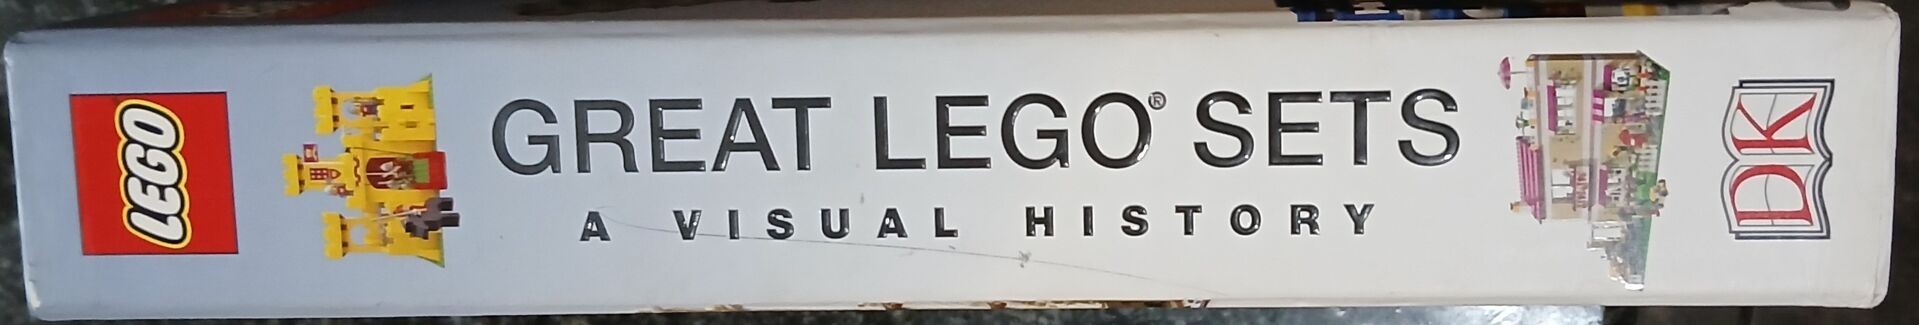 LEGO
GREAT LEGO® SETS
A VISUAL HISTORY
DK